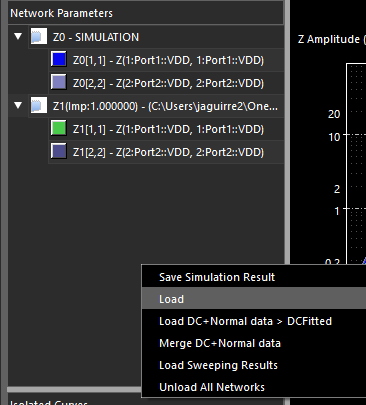 Network Parameters
Z0 - SIMULATION
Z0[1,1] - Z(1:Port1::VDD, 1:Port1::VDD)
Z0[2,2] - Z(2:Port2::VDD, 2:Port2::VDD)
Z1(Imp:1.000000) - (C:\Users\jaguirre2\One...
Z1[1,1] - Z(1:Port1::VDD, 1:Port1::VDD)
Z1[2,2] - Z(2:Port2::VDD, 2:Port2::VDD)
Z Amplitude (
20
10
2
1
0.2
Save Simulation Result
Load
Load DC+Normal data > DCFitted
Merge DC+Normal data
Load Sweeping Results
Unload All Networks
Isolated Curves